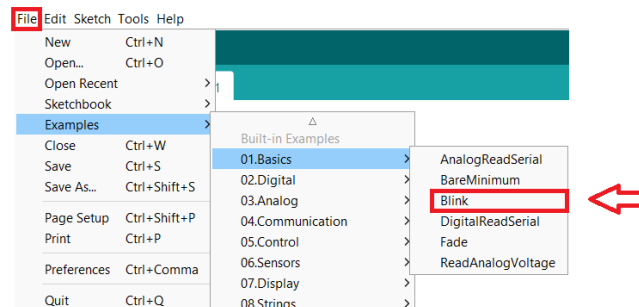 File Edit Sketch Tools Help
New Ctrl+N
Open... Ctrl+O
Open Recent
Sketchbook
Examples
Close Ctrl+W
Save Ctrl+S
Save As... Ctrl+Shift+S
Page Setup Ctrl+Shift+P
Print Ctrl+P
Preferences Ctrl+Comma
Quit Ctrl+Q
Built-in Examples
01.Basics
02.Digital
03.Analog
04.Communication
05.Control
06.Sensors
07.Display
08.Strings
AnalogReadSerial
BareMinimum
Blink
DigitalReadSerial
Fade
ReadAnalogVoltage